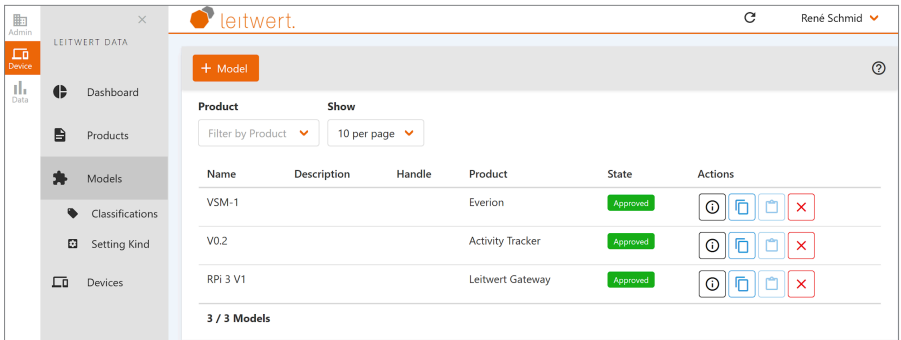 leitwert.
René Schmid
Admin
Device
Data
LEITWERT DATA
Dashboard
Products
Models
Classifications
Setting Kind
Devices
+ Model
Product Show
Filter by Product 10 per page
Name Description Handle Product State Actions
VSM-1 Everion Approved
V0.2 Activity Tracker Approved
RPi 3 V1 Leitwert Gateway Approved
3 / 3 Models